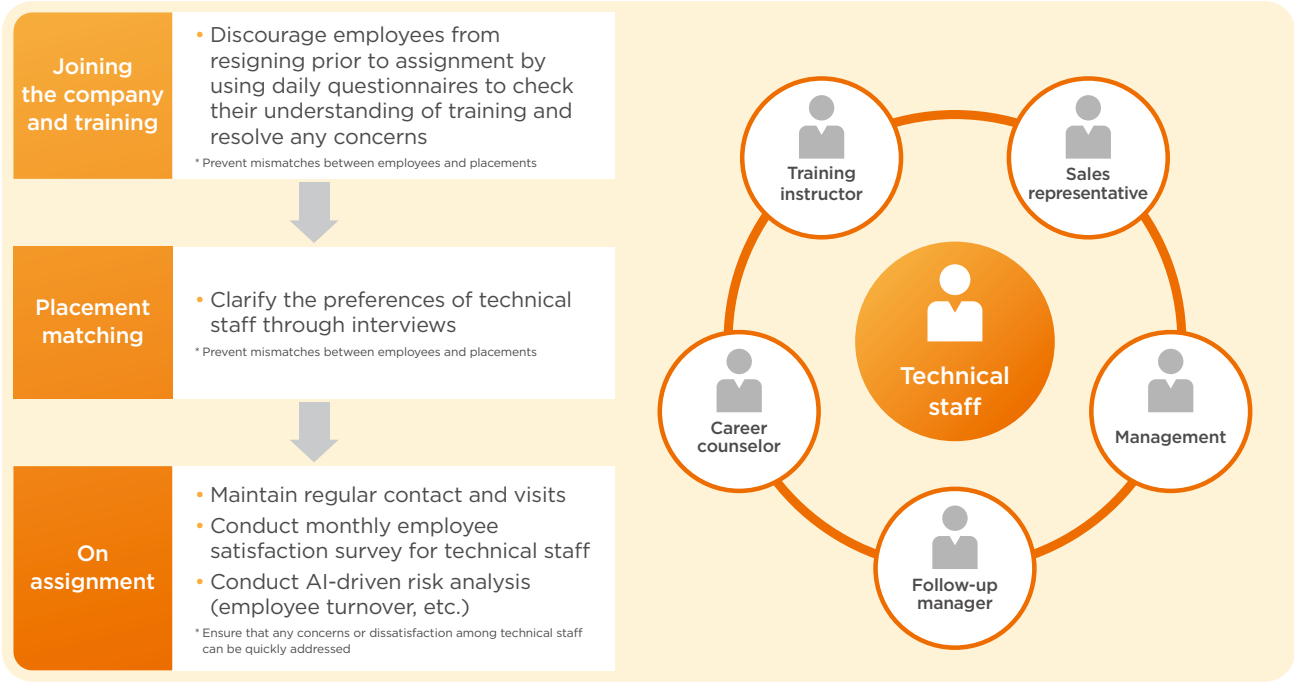 Joining
the company
and training
• Discourage employees from
resigning prior to assignment by
using daily questionnaires to check
their understanding of training and
resolve any concerns
* Prevent mismatches between employees and placements
Placement
matching
• Clarify the preferences of technical
staff through interviews
* Prevent mismatches between employees and placements
On
assignment
• Maintain regular contact and visits
• Conduct monthly employee
satisfaction survey for technical staff
• Conduct AI-driven risk analysis
(employee turnover, etc.)
* Ensure that any concerns or dissatisfaction among technical staff
can be quickly addressed
Training
instructor
Sales
representative
Technical
staff
Career
counselor
Management
Follow-up
manager